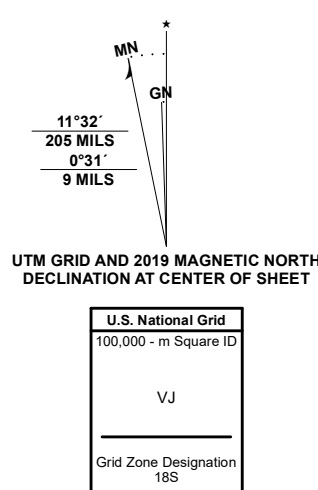 ★
MN
GN
11°32´
205 MILS
0°31´
9 MILS
UTM GRID AND 2019 MAGNETIC NORTH
DECLINATION AT CENTER OF SHEET
U.S. National Grid
100,000 - m Square ID
VJ
Grid Zone Designation
18S